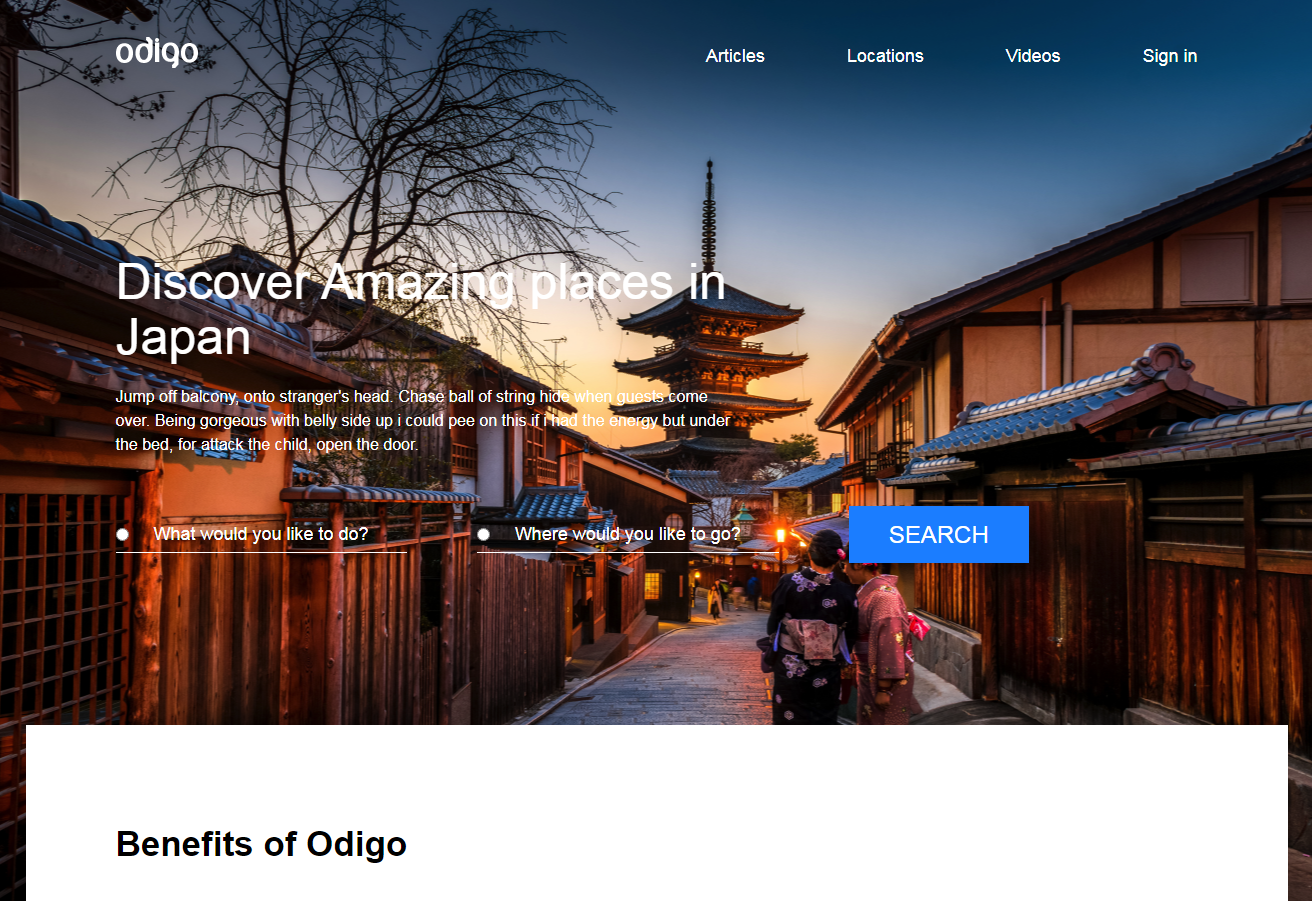 odigo
Articles
Locations
Videos
Sign in
Discover Amazing places in
Japan
Jump off balcony, onto stranger's head. Chase ball of string hide when guests come
over. Being gorgeous with belly side up i could pee on this if i had the energy but under
the bed, for attack the child, open the door.
What would you like to do?
Where would you like to go?
SEARCH
Benefits of Odigo